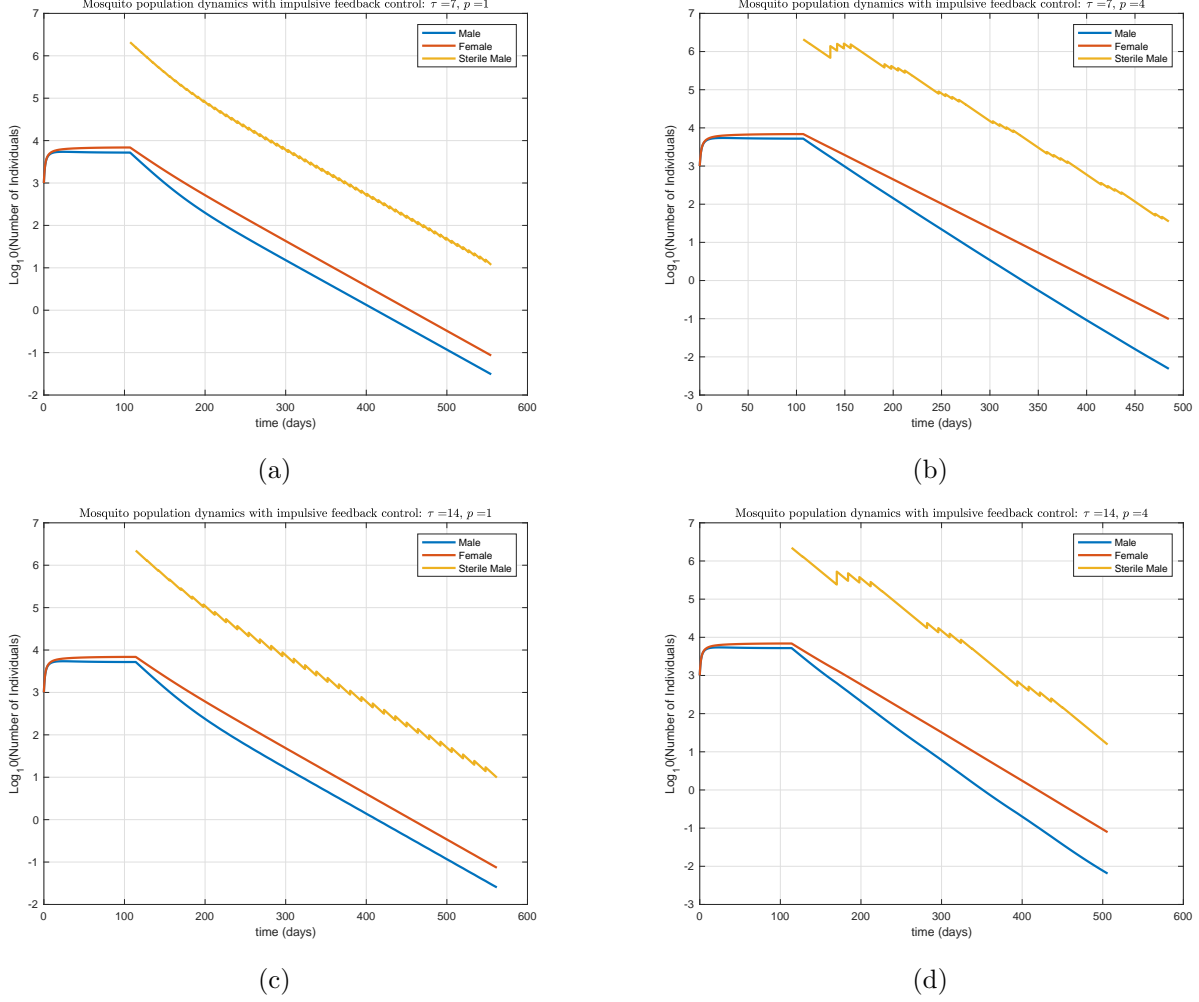 Mosquito population dynamics with impulsive feedback control: τ =7, p =1
Male
Female
Sterile Male
7
6
5
4
3
2
1
0
-1
-2
Log₁0(Number of Individuals)
0 100 200 300 400 500 600
time (days)
(a)
Mosquito population dynamics with impulsive feedback control: τ =7, p =4
Male
Female
Sterile Male
7
6
5
4
3
2
1
0
-1
-2
-3
Log₁0(Number of Individuals)
0 50 100 150 200 250 300 350 400 450 500
time (days)
(b)
Mosquito population dynamics with impulsive feedback control: τ =14, p =1
Male
Female
Sterile Male
7
6
5
4
3
2
1
0
-1
-2
Log₁0(Number of Individuals)
0 100 200 300 400 500 600
time (days)
(c)
Mosquito population dynamics with impulsive feedback control: τ =14, p =4
Male
Female
Sterile Male
7
6
5
4
3
2
1
0
-1
-2
-3
Log₁0(Number of Individuals)
0 100 200 300 400 500 600
time (days)
(d)